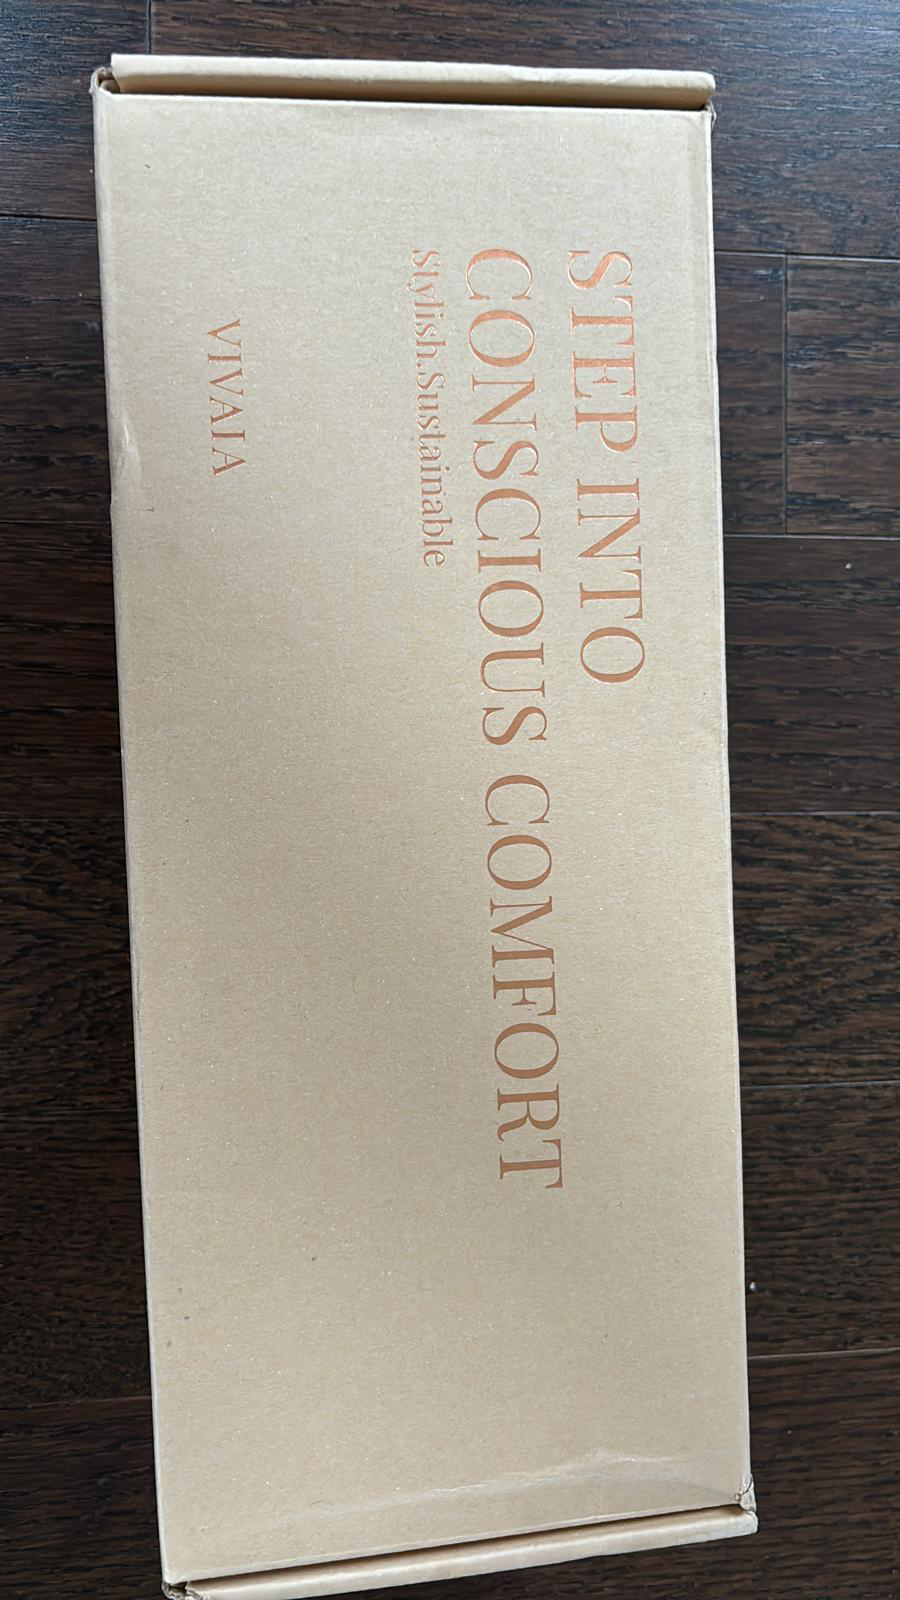 STEP INTO
CONSCIOUS COMFORT
Stylish.Sustainable
VIVAIA